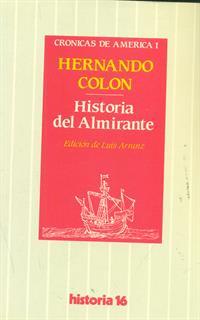 CRONICAS DE AMERICA 1
HERNANDO
COLON
Historia
del Almirante
Edición de Luis Arranz
historia 16